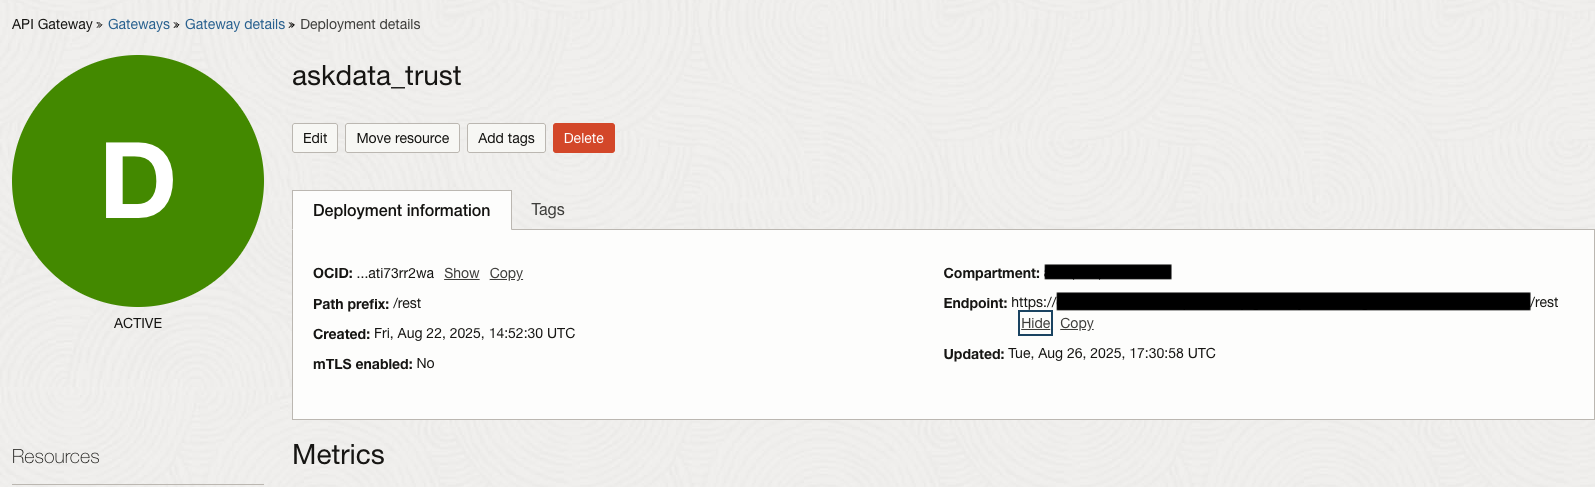 API Gateway » Gateways » Gateway details » Deployment details
D
ACTIVE
askdata_trust
Edit Move resource Add tags Delete
Deployment information Tags
OCID: ...ati73rr2wa Show Copy
Path prefix: /rest
Created: Fri, Aug 22, 2025, 14:52:30 UTC
mTLS enabled: No
Compartment:
Endpoint: https:// /rest
Hide Copy
Updated: Tue, Aug 26, 2025, 17:30:58 UTC
Resources
Metrics